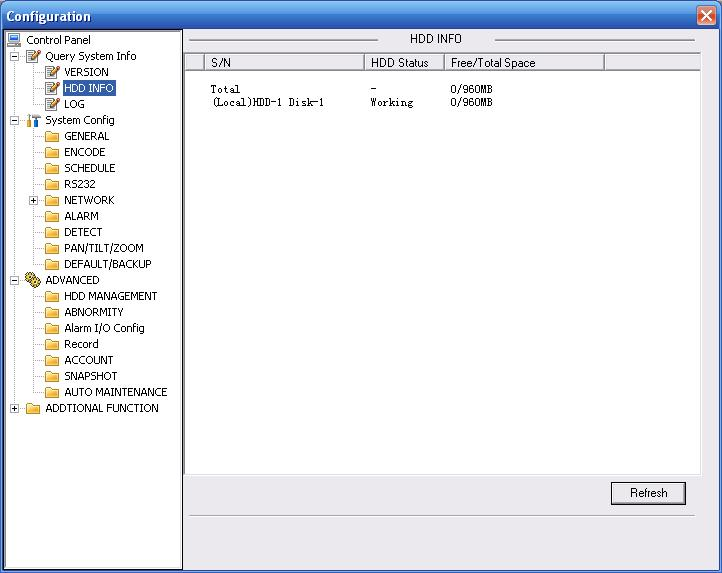 Configuration
Control Panel
Query System Info
VERSION
HDD INFO
LOG
System Config
GENERAL
ENCODE
SCHEDULE
RS232
NETWORK
ALARM
DETECT
PAN/TILT/ZOOM
DEFAULT/BACKUP
ADVANCED
HDD MANAGEMENT
ABNORMITY
Alarm I/O Config
Record
ACCOUNT
SNAPSHOT
AUTO MAINTENANCE
ADDTIONAL FUNCTION
HDD INFO
S/N HDD Status Free/Total Space
Total - 0/960MB
(Local)HDD-1 Disk-1 Working 0/960MB
Refresh